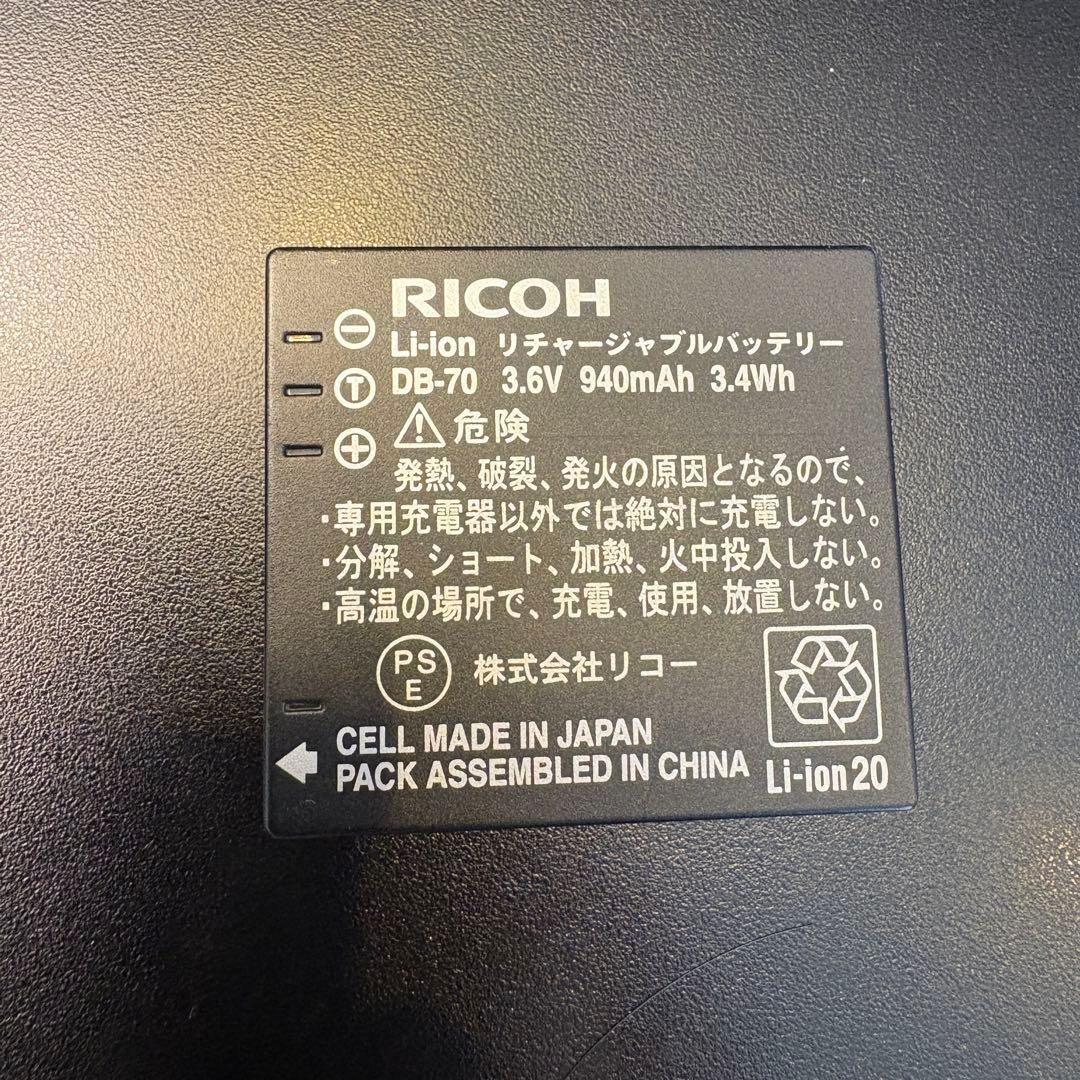 RICOH
Li-ion リチャージャブルバッテリー
DB-70 3.6V 940mAh 3.4Wh
危険
発熱、破裂、発火の原因となるので、
・専用充電器以外では絶対に充電しない。
・分解、ショート、加熱、火中投入しない。
・高温の場所で、充電、使用、放置しない。
PS
E
株式会社リコー
CELL MADE IN JAPAN
PACK ASSEMBLED IN CHINA
Li-ion 20
⊖
T
⊕